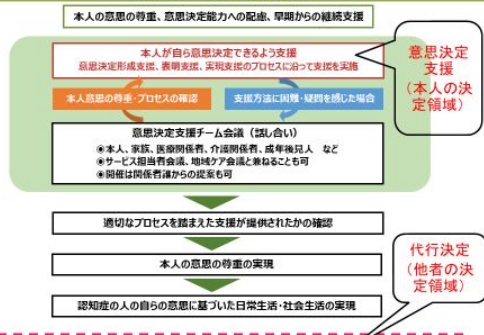 本人の意思の尊重、意思決定能力への配慮、早期からの継続支援
本人が自ら意思決定できるよう支援
意思決定形成支援、表明支援、実現支援のプロセスに沿って支援を実施
本人意思の尊重・プロセスの確認
支援方法に困難・疑問を感じた場合
意思決定支援チーム会議（話し合い）
◉本人、家族、医療関係者、介護関係者、成年後見人　など
◉サービス担当者会議、地域ケア会議と兼ねることも可
◉開催は関係者誰からの提案も可
適切なプロセスを踏まえた支援が提供されたかの確認
本人の意思の尊重の実現
認知症の人の自らの意思に基づいた日常生活・社会生活の実現
意思決定
支援
（本人の決
定領域）
代行決定
（他者の決
定領域）